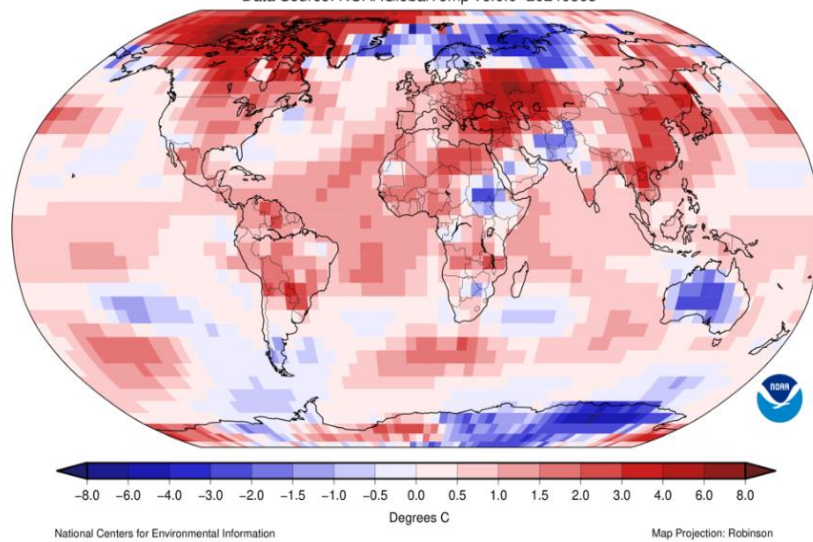 −8.0 −6.0 −4.0 −3.0 −2.0 −1.5 −1.0 −0.5 0.0 0.5 1.0 1.5 2.0 3.0 4.0 6.0 8.0
Degrees C
National Centers for Environmental Information Map Projection: Robinson
NOAA